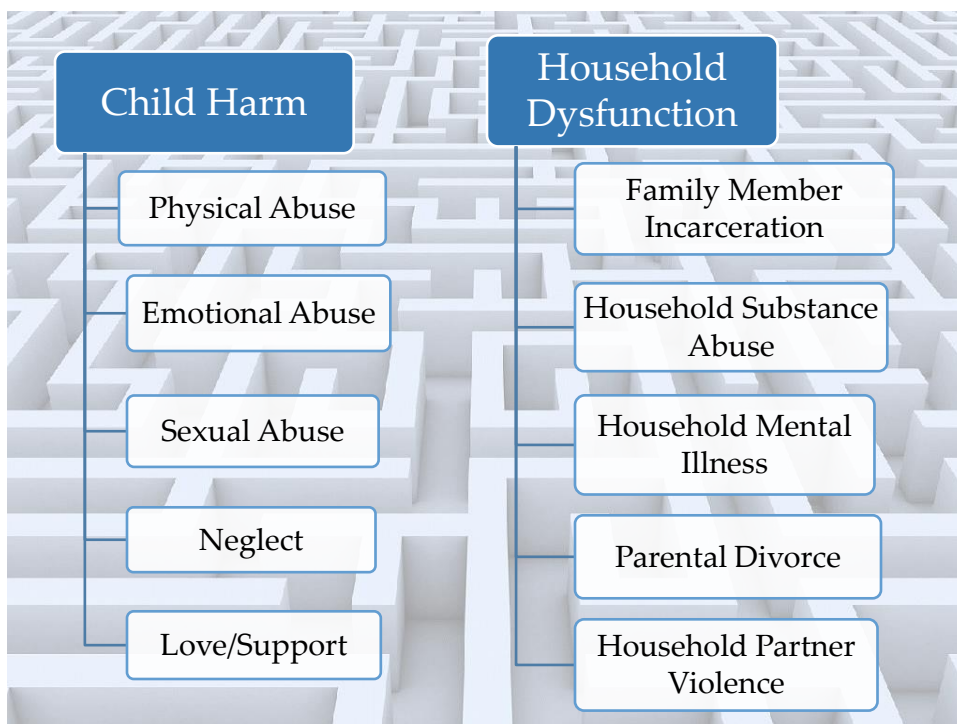 Child Harm
Physical Abuse
Emotional Abuse
Sexual Abuse
Neglect
Love/Support
Household
Dysfunction
Family Member
Incarceration
Household Substance
Abuse
Household Mental
Illness
Parental Divorce
Household Partner
Violence